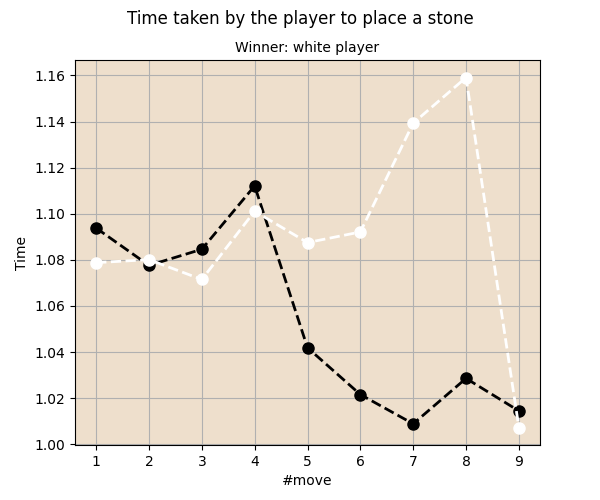 Time taken by the player to place a stone
Winner: white player
1.16
1.14
1.12
1.10
1.08
1.06
1.04
1.02
1.00
Time
1 2 3 4 5 6 7 8 9
#move